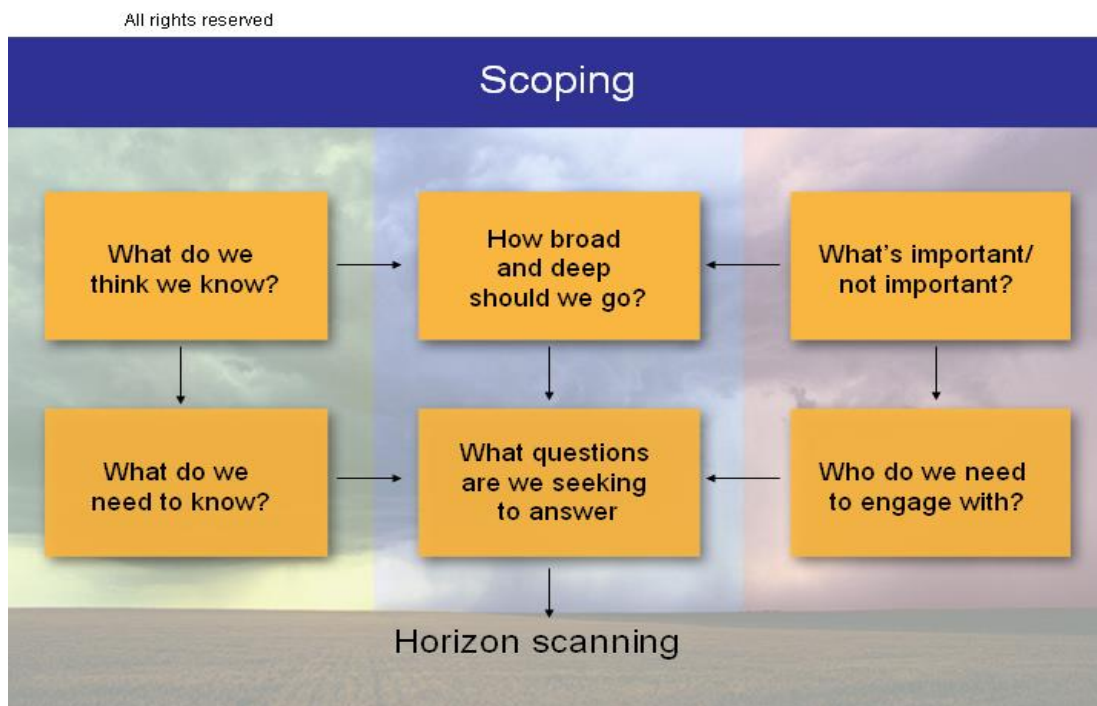 All rights reserved
Scoping
What do we
think we know?
How broad
and deep
should we go?
What's important/
not important?
What do we
need to know?
What questions
are we seeking
to answer
Who do we need
to engage with?
Horizon scanning